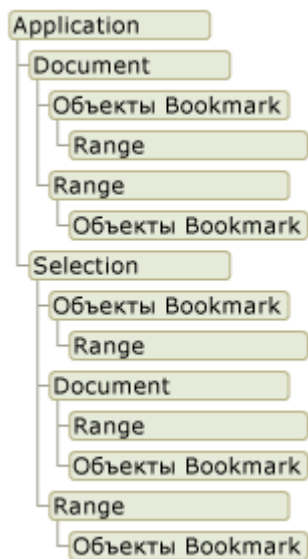 Application
Document
Объекты Bookmark
Range
Range
Объекты Bookmark
Selection
Объекты Bookmark
Range
Document
Range
Объекты Bookmark
Range
Объекты Bookmark